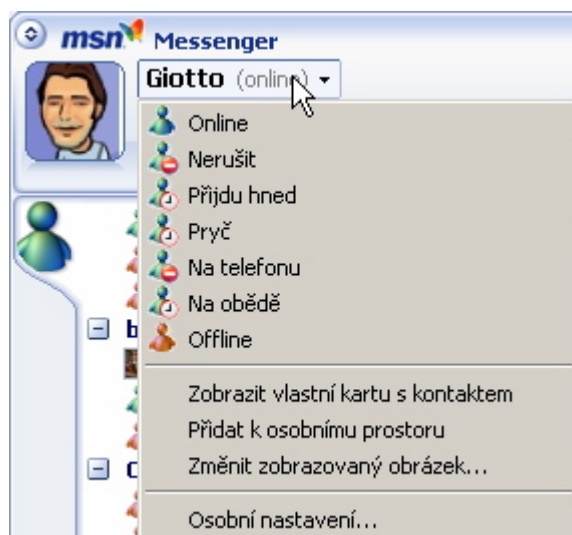 msn Messenger
Giotto (online)
Online
Nerušit
Přijdu hned
Pryč
Na telefonu
Na obědě
Offline
b
Zobrazit vlastní kartu s kontaktem
Přidat k osobnímu prostoru
Změnit zobrazovaný obrázek...
Osobní nastavení...